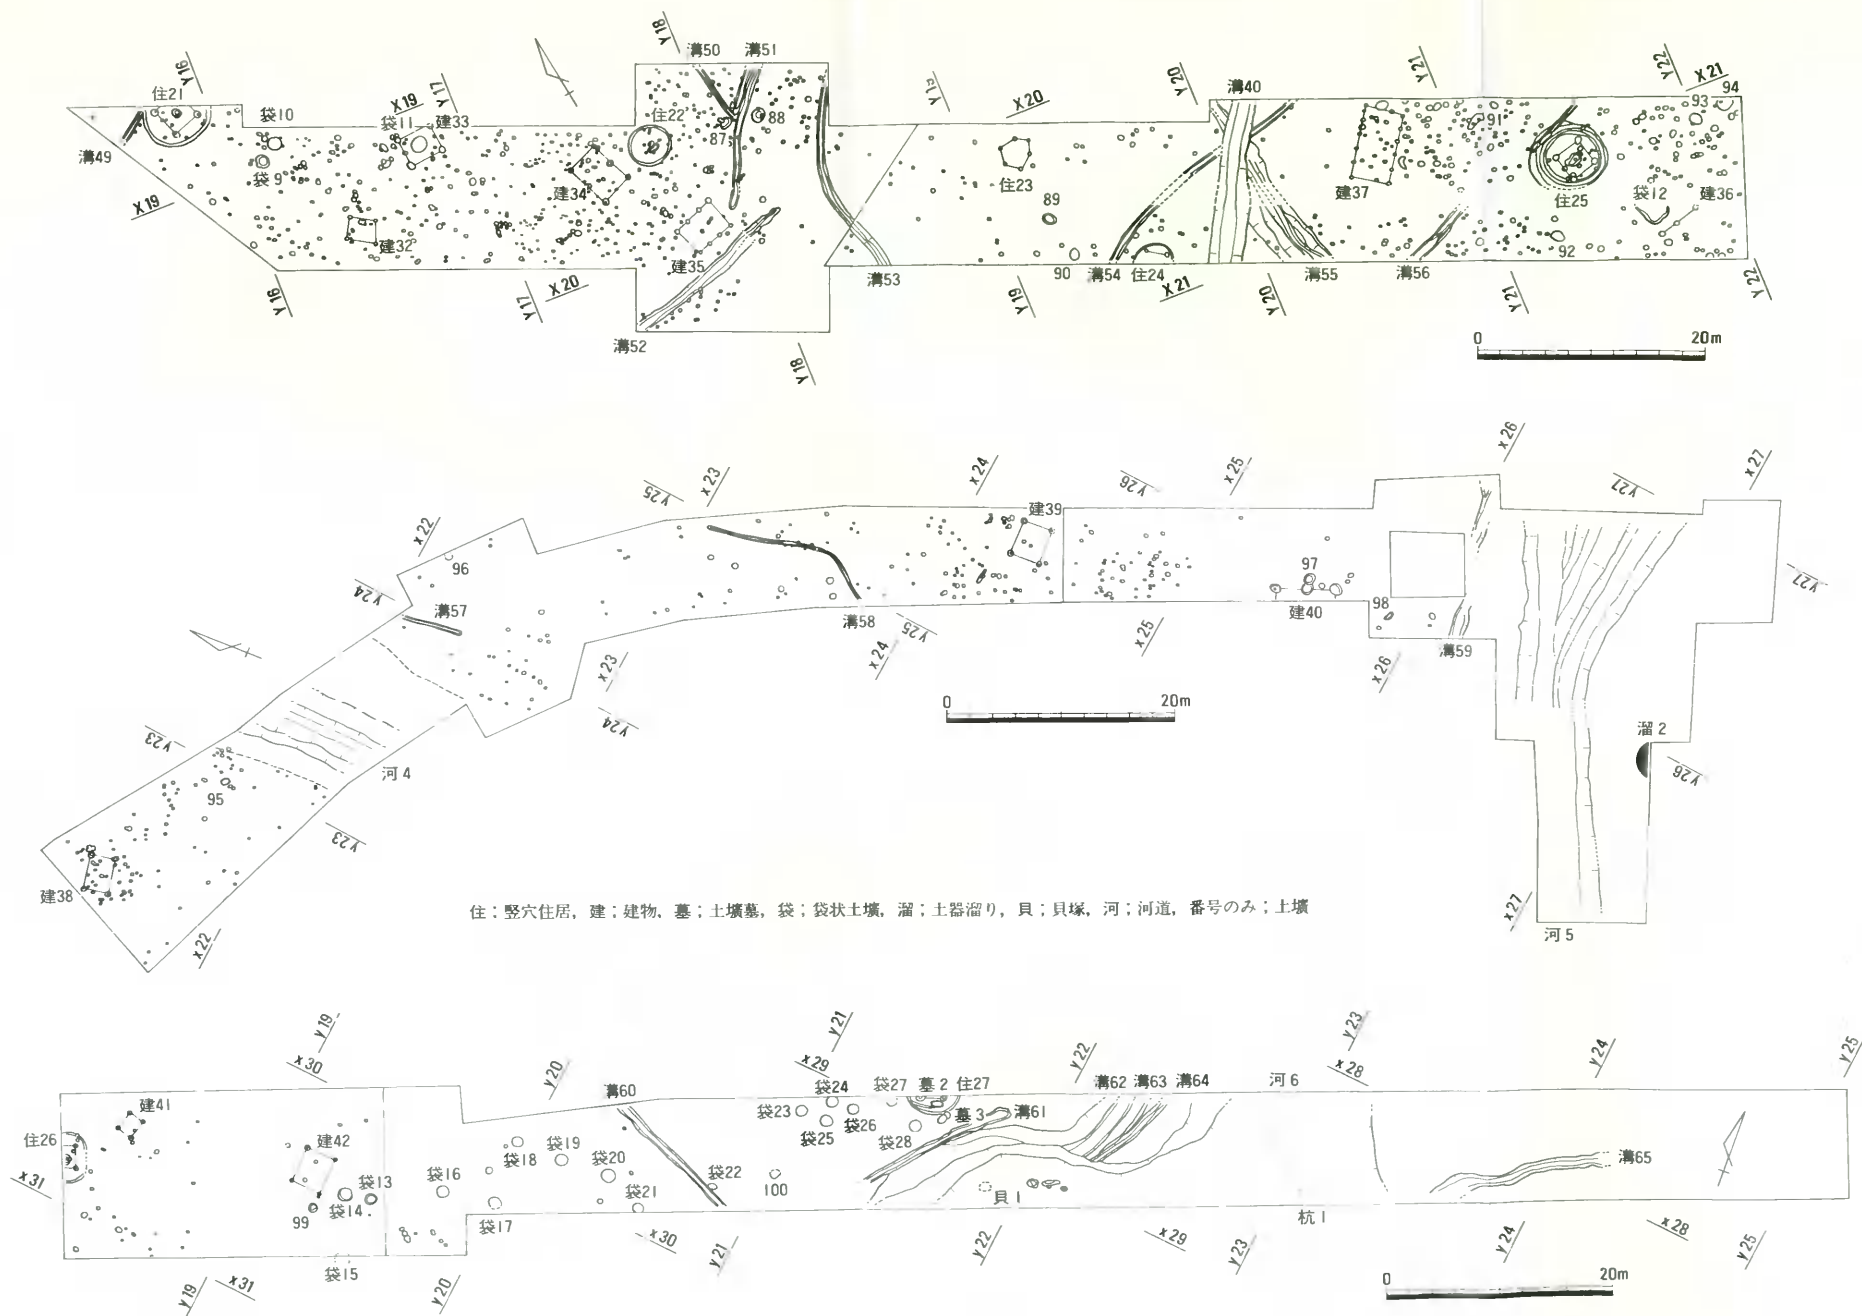 Y18
溝50 溝51
Y16
住21
袋10
X19
Y17
袋11 建33
住22
87
88
溝49
袋9
X19
建34
建32
建35
Y16
Y17
X20
溝52
Y18
X20
Y20
住23
89
90
溝53
Y19
溝54
住24
X21
溝40
Y21
Y22
X21
94
93
91
建37
住25
袋12
建36
92
溝55
溝56
Y20
Y21
Y22
0 20m
X22
96
Y24
溝57
Y25
X23
X24
建39
Y26
X25
X26
Y27
X27
Y27
97
建40
98
溝59
溝58
Y25
X24
X25
X26
X23
Y24
0 20m
溜2
Y26
Y23
河4
95
Y23
建38
X22
X27
河5
住;竪穴住居,建;建物,墓;土壙墓,袋;袋状土壙,溜;土器溜り,貝;貝塚,河;河道,番号のみ;土壙
y19
x30
y20
y21
x29
y22
y23
x28
y24
y25
建41
住26
x31
建42
袋13
袋14
99
袋15
袋16
袋17
袋18
袋19
袋20
袋21
溝60
袋22
100
袋23
袋24
袋25
袋26
袋27 墓2 住27
袋28
墓3
溝61
溝62 溝63 溝64
河6
貝1
杭1
溝65
y19
x31
y20
x30
y21
y22
x29
y23
y24
x28
y25
0 20m